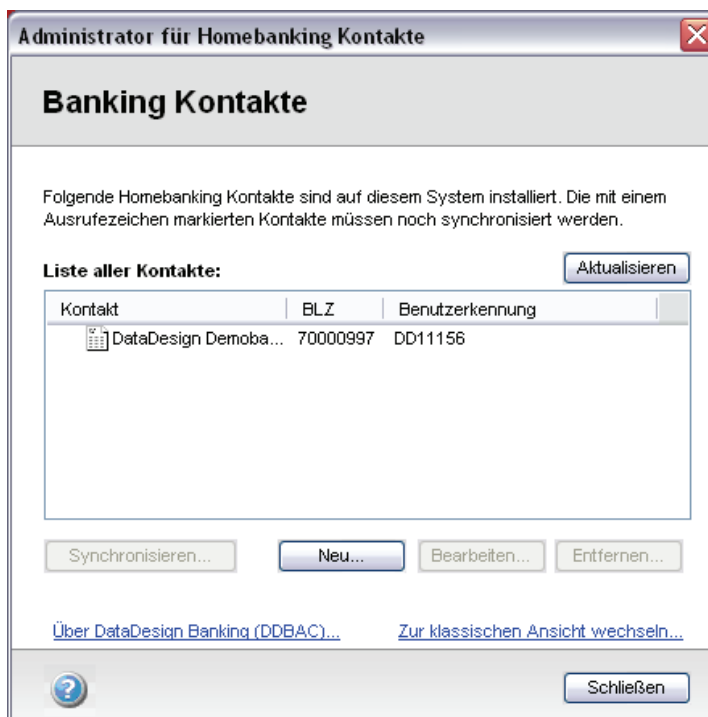 Administrator für Homebanking Kontakte
Banking Kontakte
Folgende Homebanking Kontakte sind auf diesem System installiert. Die mit einem
Ausrufezeichen markierten Kontakte müssen noch synchronisiert werden.
Liste aller Kontakte:
Aktualisieren
Kontakt BLZ Benutzerkennung
DataDesign Demoba... 70000997 DD11156
Synchronisieren... Neu... Bearbeiten... Entfernen...
Über DataDesign Banking (DDBAC)... Zur klassischen Ansicht wechseln...
? Schließen